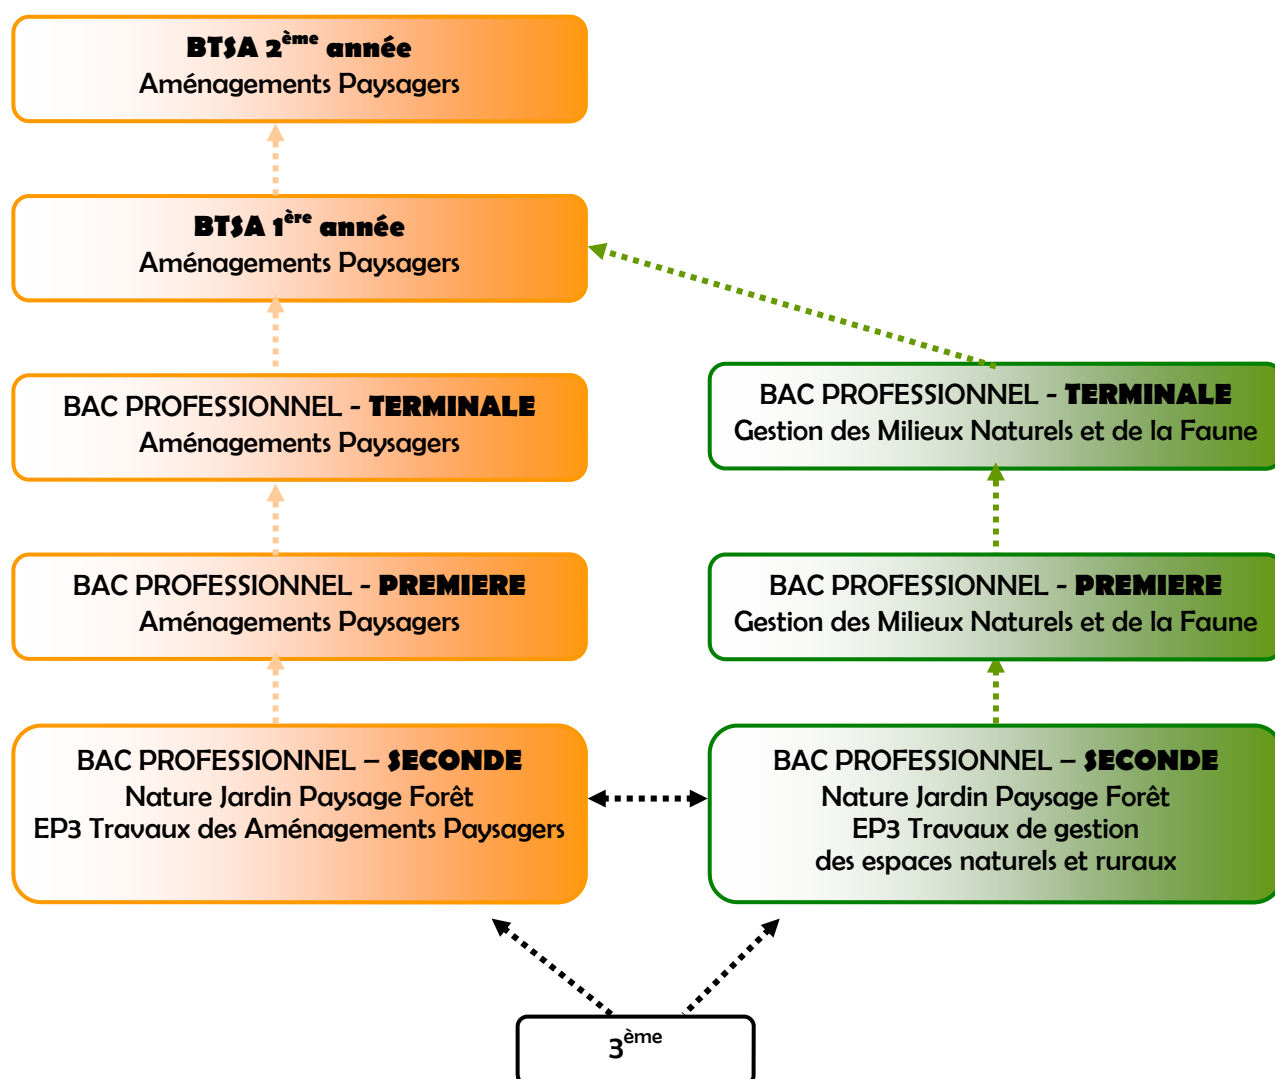 BTSA 2ème année
Aménagements Paysagers
BTSA 1ère année
Aménagements Paysagers
BAC PROFESSIONNEL - TERMINALE
Aménagements Paysagers
BAC PROFESSIONNEL - TERMINALE
Gestion des Milieux Naturels et de la Faune
BAC PROFESSIONNEL - PREMIERE
Aménagements Paysagers
BAC PROFESSIONNEL - PREMIERE
Gestion des Milieux Naturels et de la Faune
BAC PROFESSIONNEL – SECONDE
Nature Jardin Paysage Forêt
EP3 Travaux des Aménagements Paysagers
BAC PROFESSIONNEL – SECONDE
Nature Jardin Paysage Forêt
EP3 Travaux de gestion
des espaces naturels et ruraux
3ème